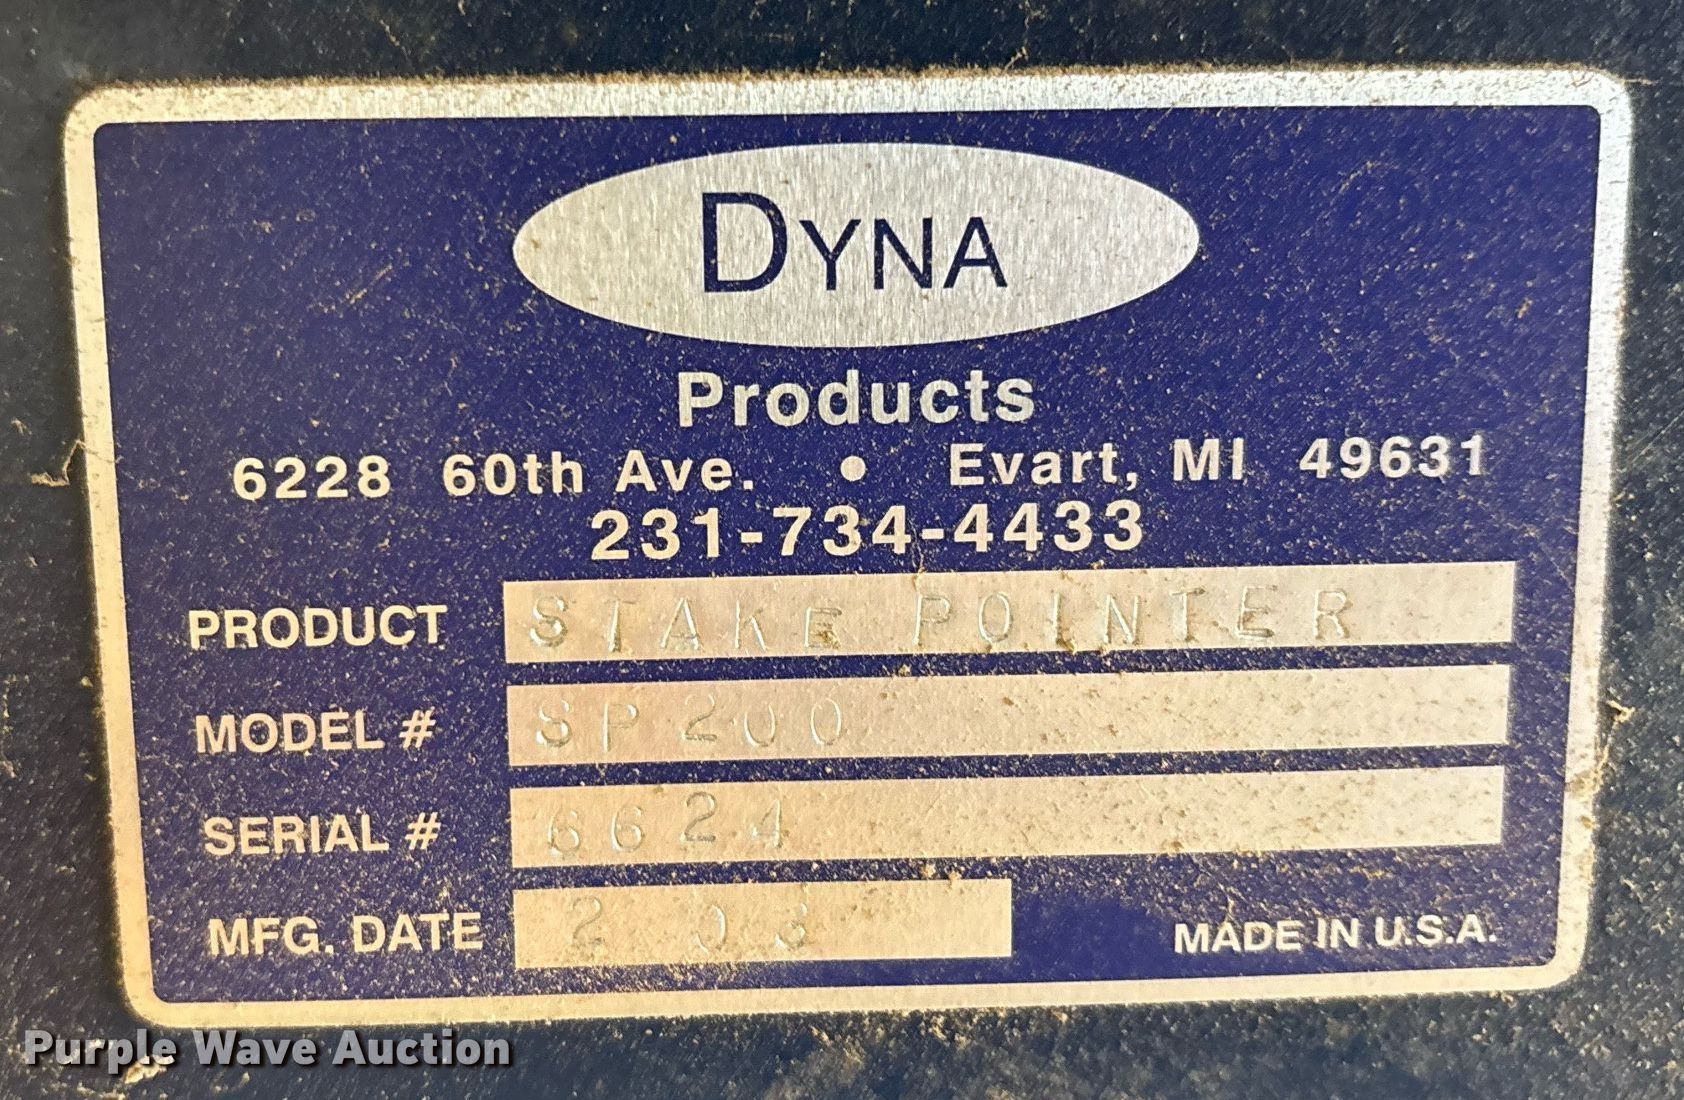 DYNA
Products
6228 60th Ave. • Evart, MI 49631
231-734-4433
PRODUCT STAKE POINTER
MODEL # SP200
SERIAL # 6624
MFG. DATE 2 03
MADE IN U.S.A.
Purple Wave Auction